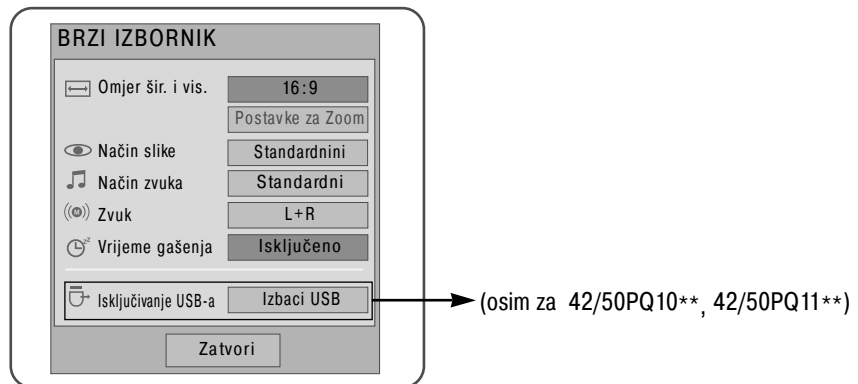 BRZI IZBORNIK
Omjer šir. i vis. 16:9
Postavke za Zoom
Način slike Standardnini
Način zvuka Standardni
Zvuk L+R
Vrijeme gašenja Isključeno
Isključivanje USB-a Izbaci USB
(osim za 42/50PQ10**, 42/50PQ11**)
Zatvori